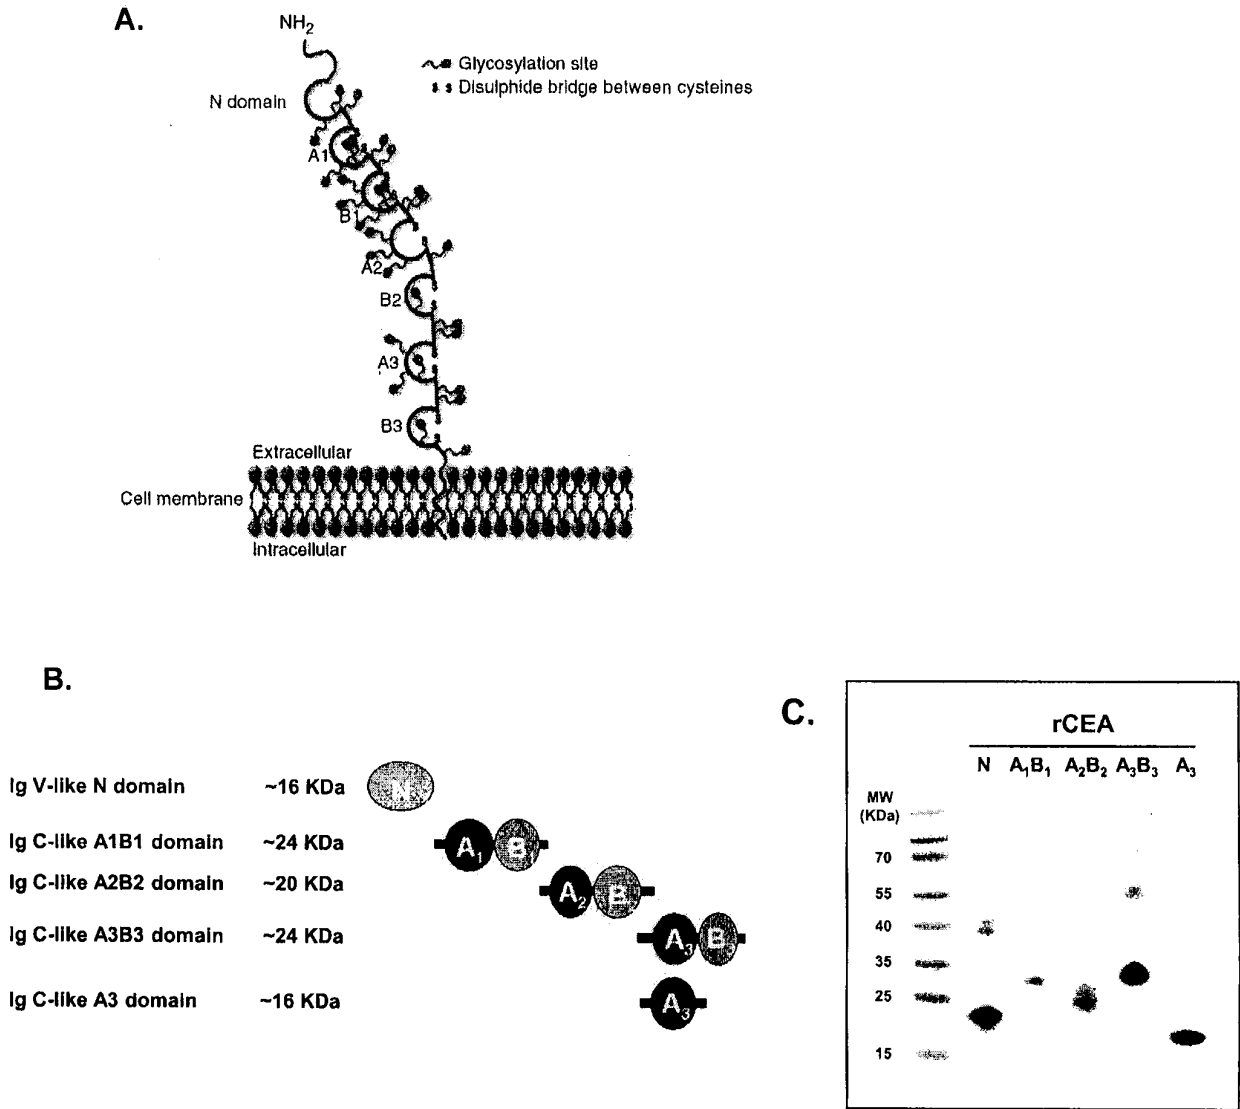 A.
NH2
Glycosylation site
Disulphide bridge between cysteines
N domain
A1
B1
A2
B2
A3
B3
Extracellular
Cell membrane
Intracellular
B.
Ig V-like N domain ~16 KDa N
Ig C-like A1B1 domain ~24 KDa A1 B
Ig C-like A2B2 domain ~20 KDa A2 B
Ig C-like A3B3 domain ~24 KDa A3 B3
Ig C-like A3 domain ~16 KDa A3
C.
rCEA
N A1B1 A2B2 A3B3 A3
MW
(KDa)
70
55
40
35
25
15